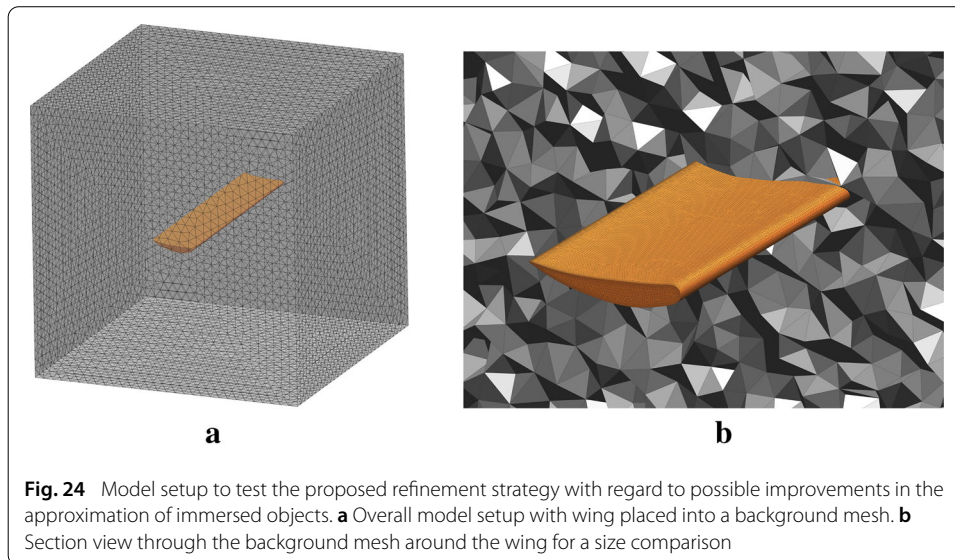 a
b
Fig. 24 Model setup to test the proposed refinement strategy with regard to possible improvements in the
approximation of immersed objects. a Overall model setup with wing placed into a background mesh. b
Section view through the background mesh around the wing for a size comparison